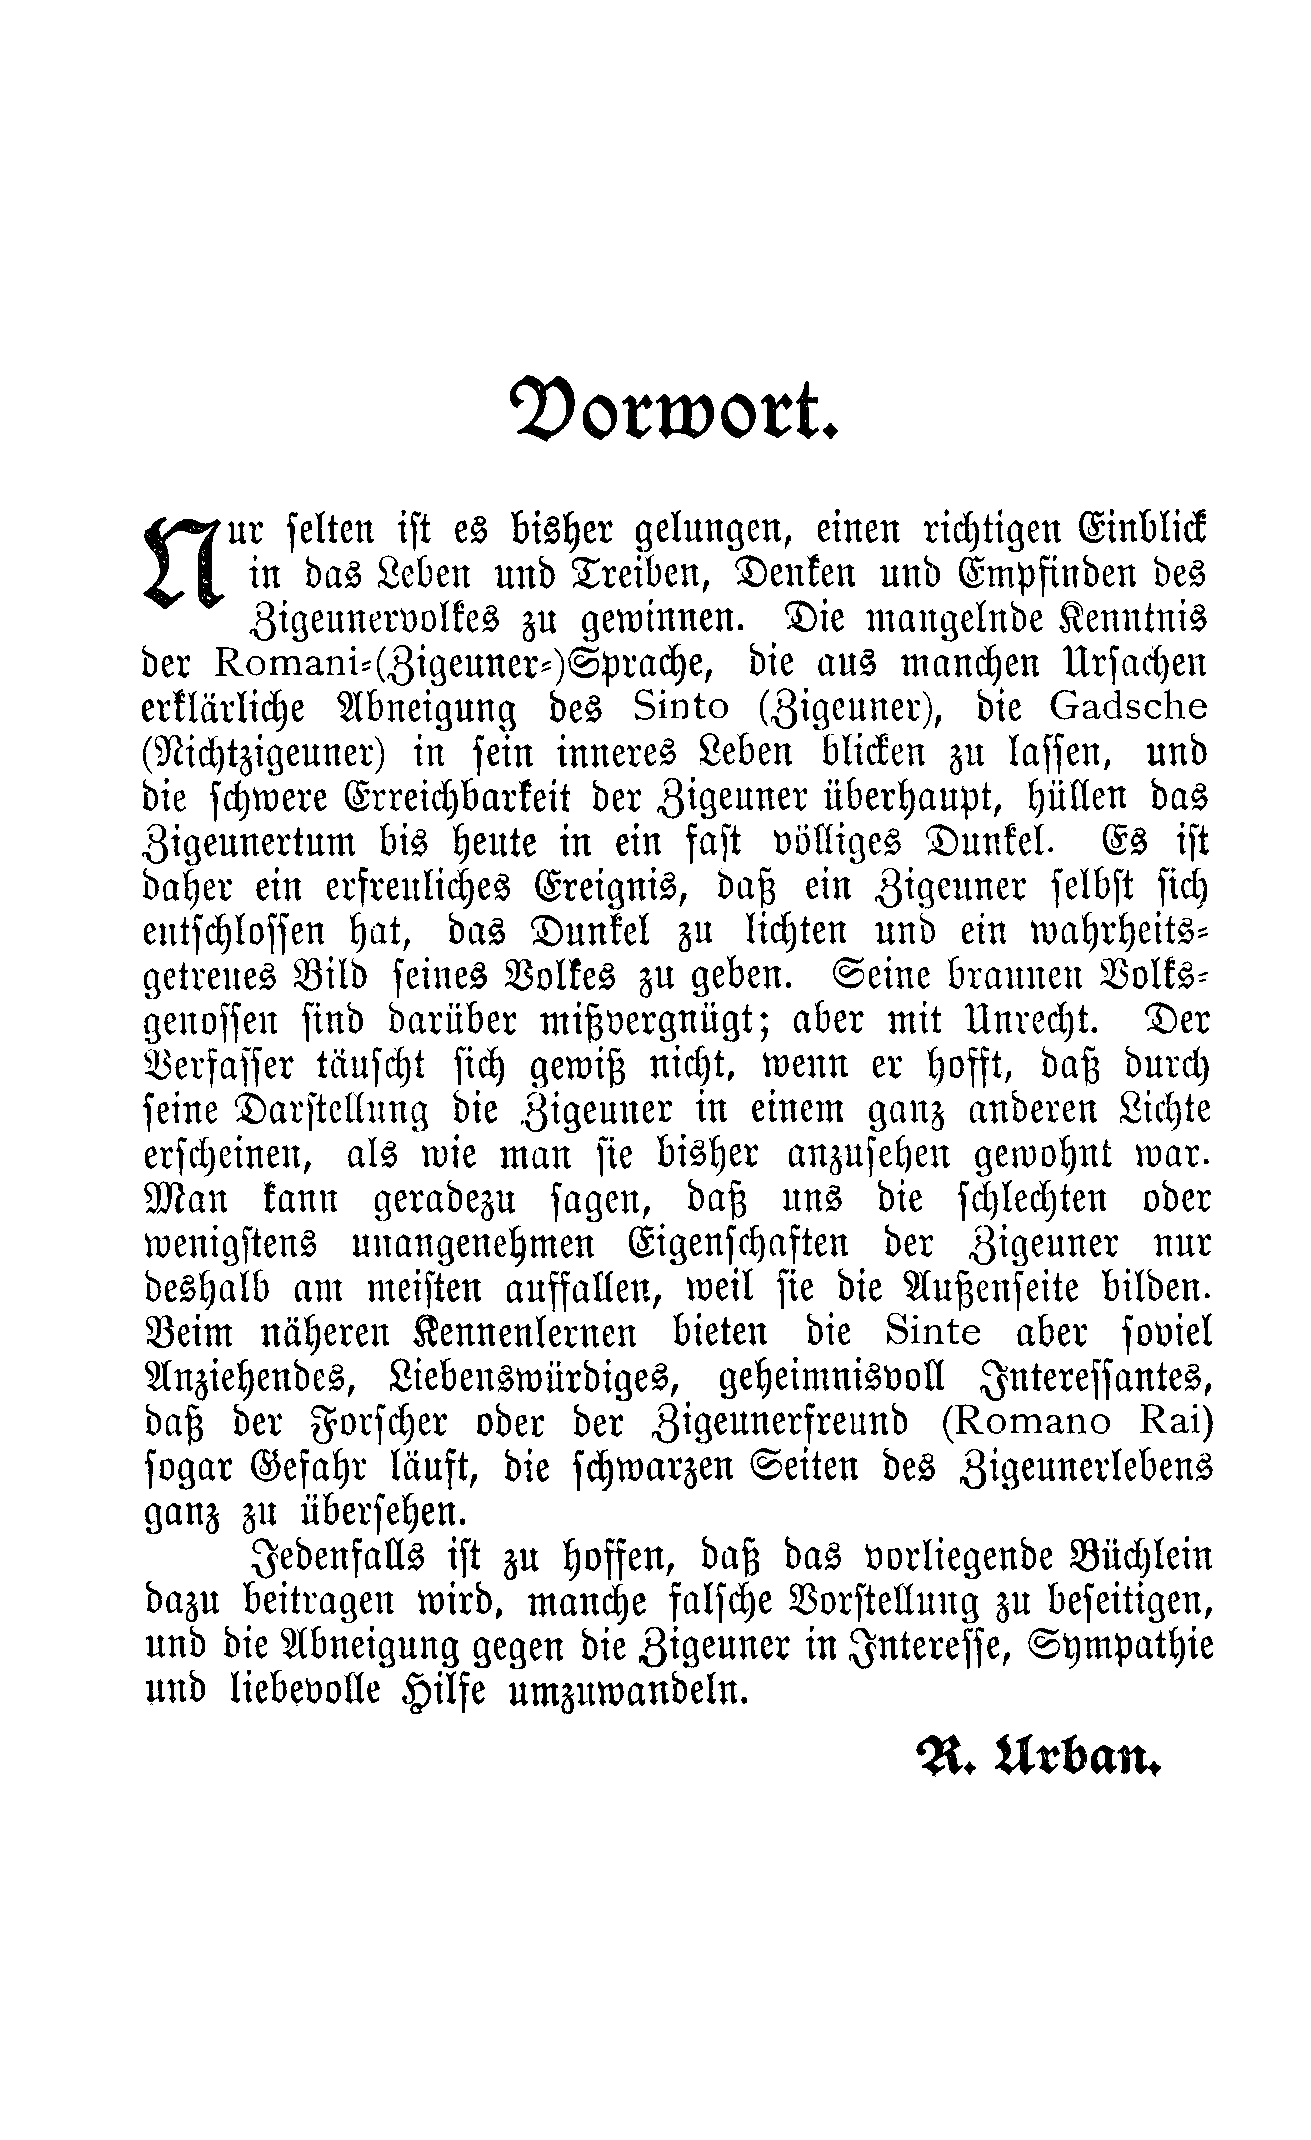 Vorwort.
Nur selten ist es bisher gelungen, einen richtigen Einblick
in das Leben und Treiben, Denken und Empfinden des
Zigeunervolkes zu gewinnen. Die mangelnde Kenntnis
der Romani-(Zigeuner-)Sprache, die aus manchen Ursachen
erklärliche Abneigung des Sinto (Zigeuner), die Gadsche
(Nichtzigeuner) in sein inneres Leben blicken zu lassen, und
die schwere Erreichbarkeit der Zigeuner überhaupt, hüllen das
Zigeunertum bis heute in ein fast völliges Dunkel. Es ist
daher ein erfreuliches Ereignis, daß ein Zigeuner selbst sich
entschlossen hat, das Dunkel zu lichten und ein wahrheits-
getreues Bild seines Volkes zu geben. Seine braunen Volks-
genossen sind darüber mißvergnügt; aber mit Unrecht. Der
Verfasser täuscht sich gewiß nicht, wenn er hofft, daß durch
seine Darstellung die Zigeuner in einem ganz anderen Lichte
erscheinen, als wie man sie bisher anzusehen gewohnt war.
Man kann geradezu sagen, daß uns die schlechten oder
wenigstens unangenehmen Eigenschaften der Zigeuner nur
deshalb am meisten auffallen, weil sie die Außenseite bilden.
Beim näheren Kennenlernen bieten die Sinte aber soviel
Anziehendes, Liebenswürdiges, geheimnisvoll Interessantes,
daß der Forscher oder der Zigeunerfreund (Romano Rai)
sogar Gefahr läuft, die schwarzen Seiten des Zigeunerlebens
ganz zu übersehen.
Jedenfalls ist zu hoffen, daß das vorliegende Büchlein
dazu beitragen wird, manche falsche Vorstellung zu beseitigen,
und die Abneigung gegen die Zigeuner in Interesse, Sympathie
und liebevolle Hilfe umzuwandeln.
R. Urban.